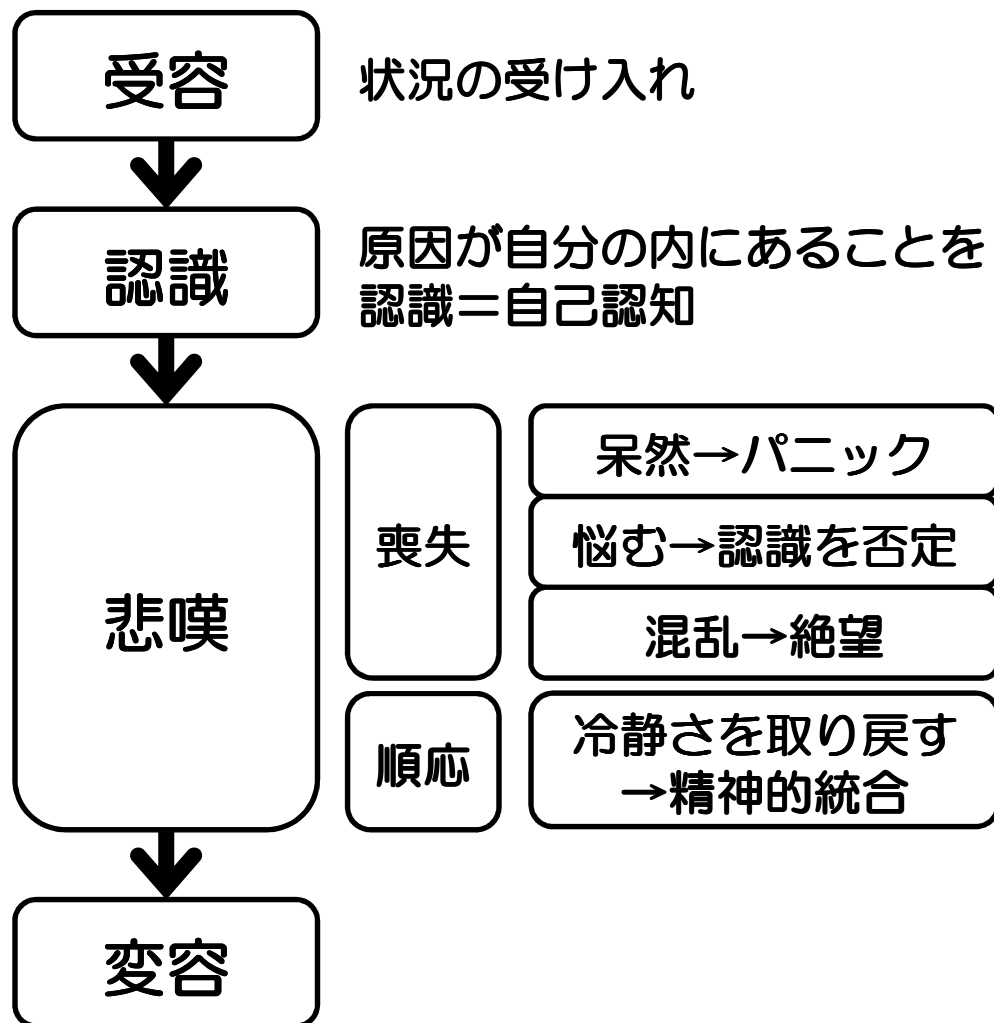 受容
状況の受け入れ
認識
原因が自分の内にあることを
認識＝自己認知
悲嘆
喪失
呆然→パニック
悩む→認識を否定
混乱→絶望
順応
冷静さを取り戻す
→精神的統合
変容